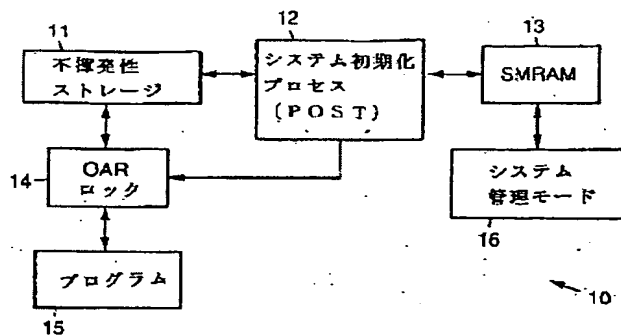 11
不揮発性
ストレージ
12
システム初期化
プロセス
(POST)
13
SMRAM
14
OAR
ロック
システム
管理モード
16
プログラム
15
10